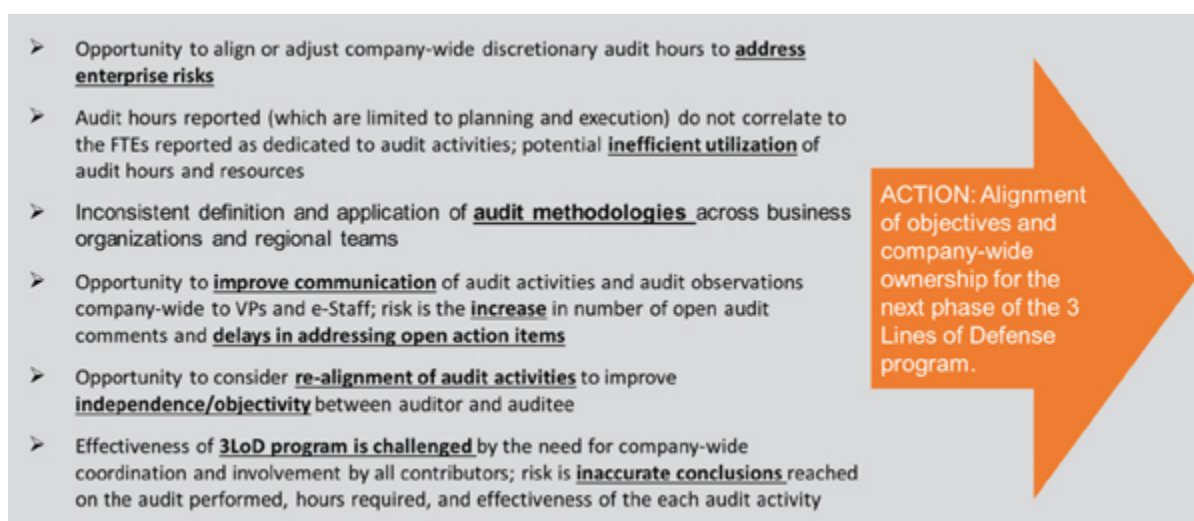 ➢ Opportunity to align or adjust company-wide discretionary audit hours to address
enterprise risks
➢ Audit hours reported (which are limited to planning and execution) do not correlate to
the FTEs reported as dedicated to audit activities; potential inefficient utilization of
audit hours and resources
➢ Inconsistent definition and application of audit methodologies across business
organizations and regional teams
➢ Opportunity to improve communication of audit activities and audit observations
company-wide to VPs and e-Staff; risk is the increase in number of open audit
comments and delays in addressing open action items
➢ Opportunity to consider re-alignment of audit activities to improve
independence/objectivity between auditor and auditee
➢ Effectiveness of 3LoD program is challenged by the need for company-wide
coordination and involvement by all contributors; risk is inaccurate conclusions reached
on the audit performed, hours required, and effectiveness of the each audit activity
ACTION: Alignment
of objectives and
company-wide
ownership for the
next phase of the 3
Lines of Defense
program.